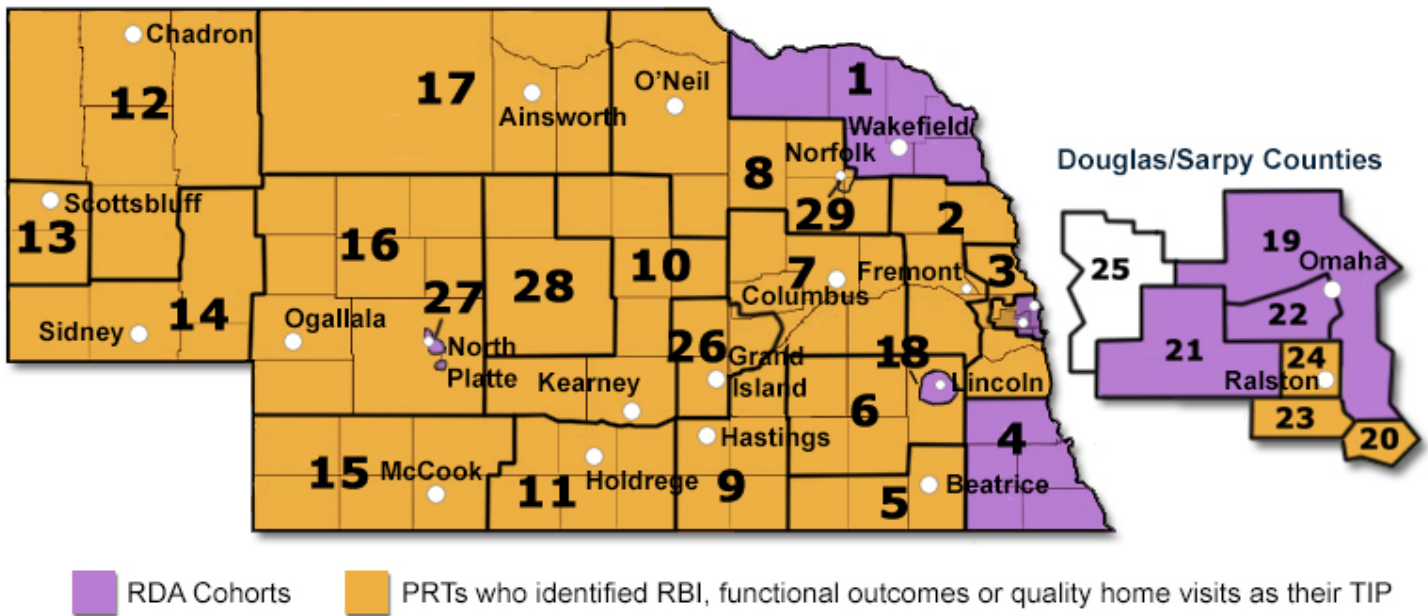 Chadron
12
17
Ainsworth
O'Neil
1
Wakefield
Norfolk
8
29
2
3
Scottsbluff
13
16
27
28
10
7
Columbus
Fremont
Sidney
14
Ogallala
North
Platte
Kearney
26
Grand
Island
18
Lincoln
6
4
15
McCook
11
Holdrege
Hastings
9
5
Beatrice
Douglas/Sarpy Counties
25
19
Omaha
22
21
24
Ralston
23
20
RDA Cohorts
PRTs who identified RBI, functional outcomes or quality home visits as their TIP